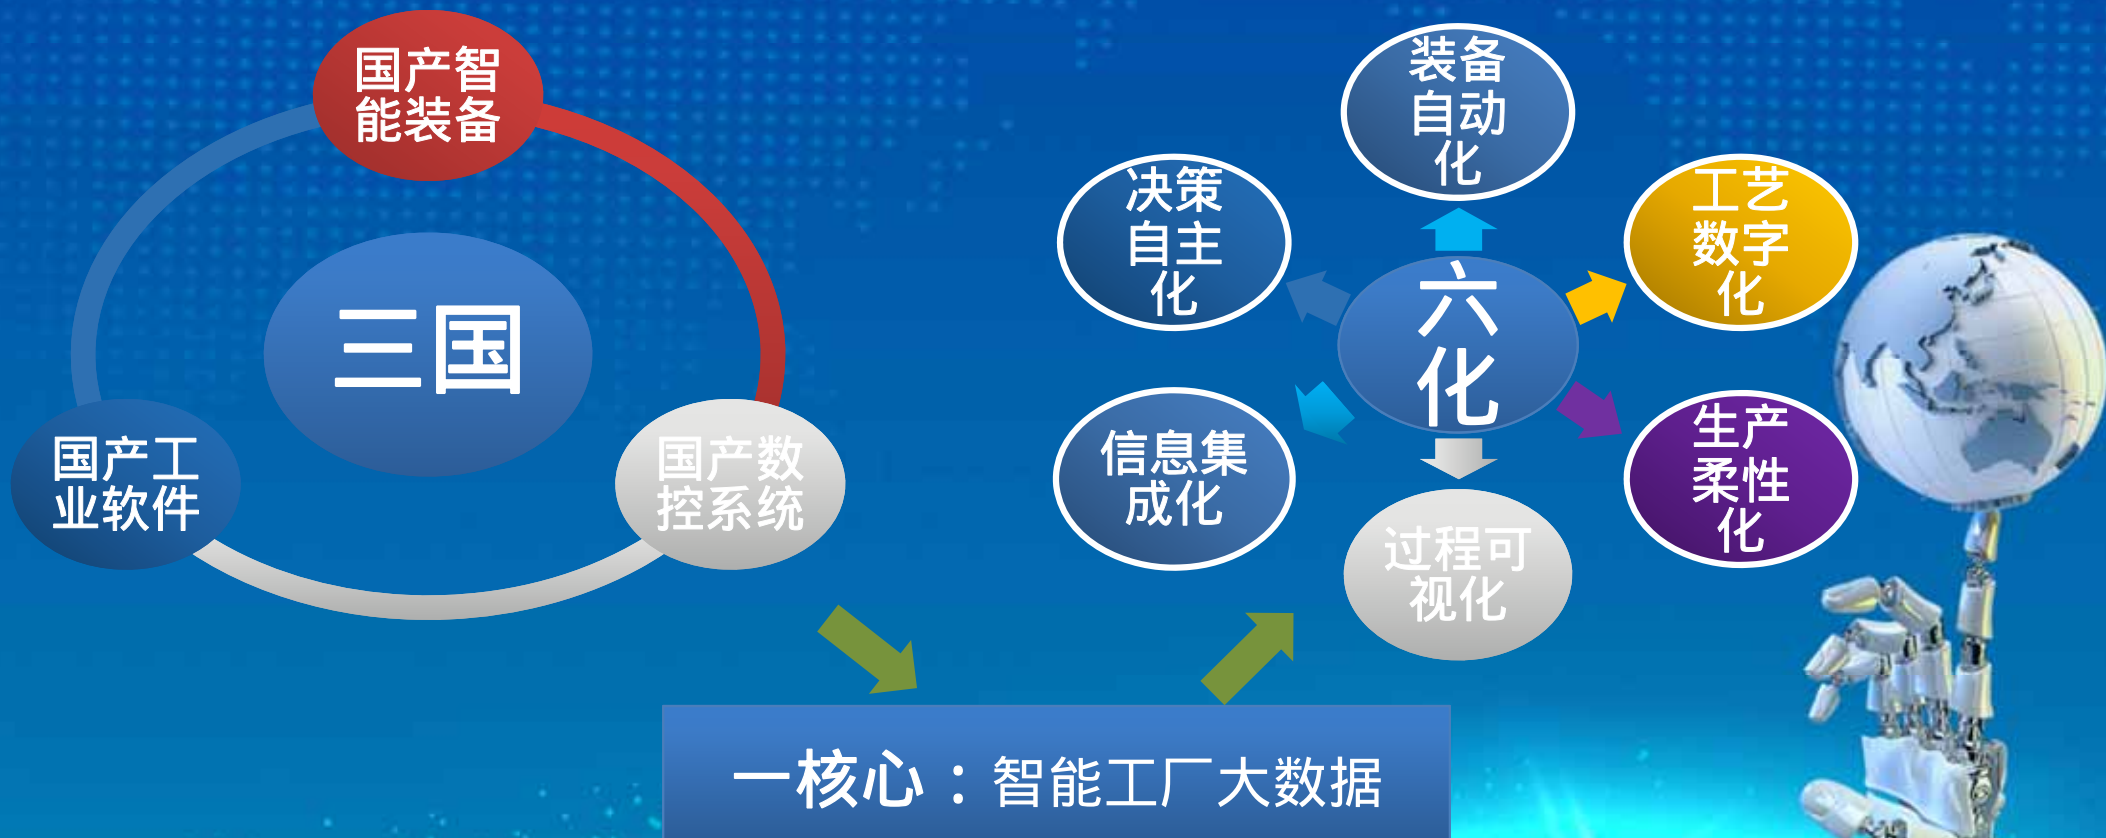 国产智
能装备
三国
国产工
业软件
国产数
控系统
装备
自动
化
决策
自主
化
工艺
数字
化
六
化
信息集
成化
生产
柔性
化
过程可
视化
一核心：智能工厂大数据